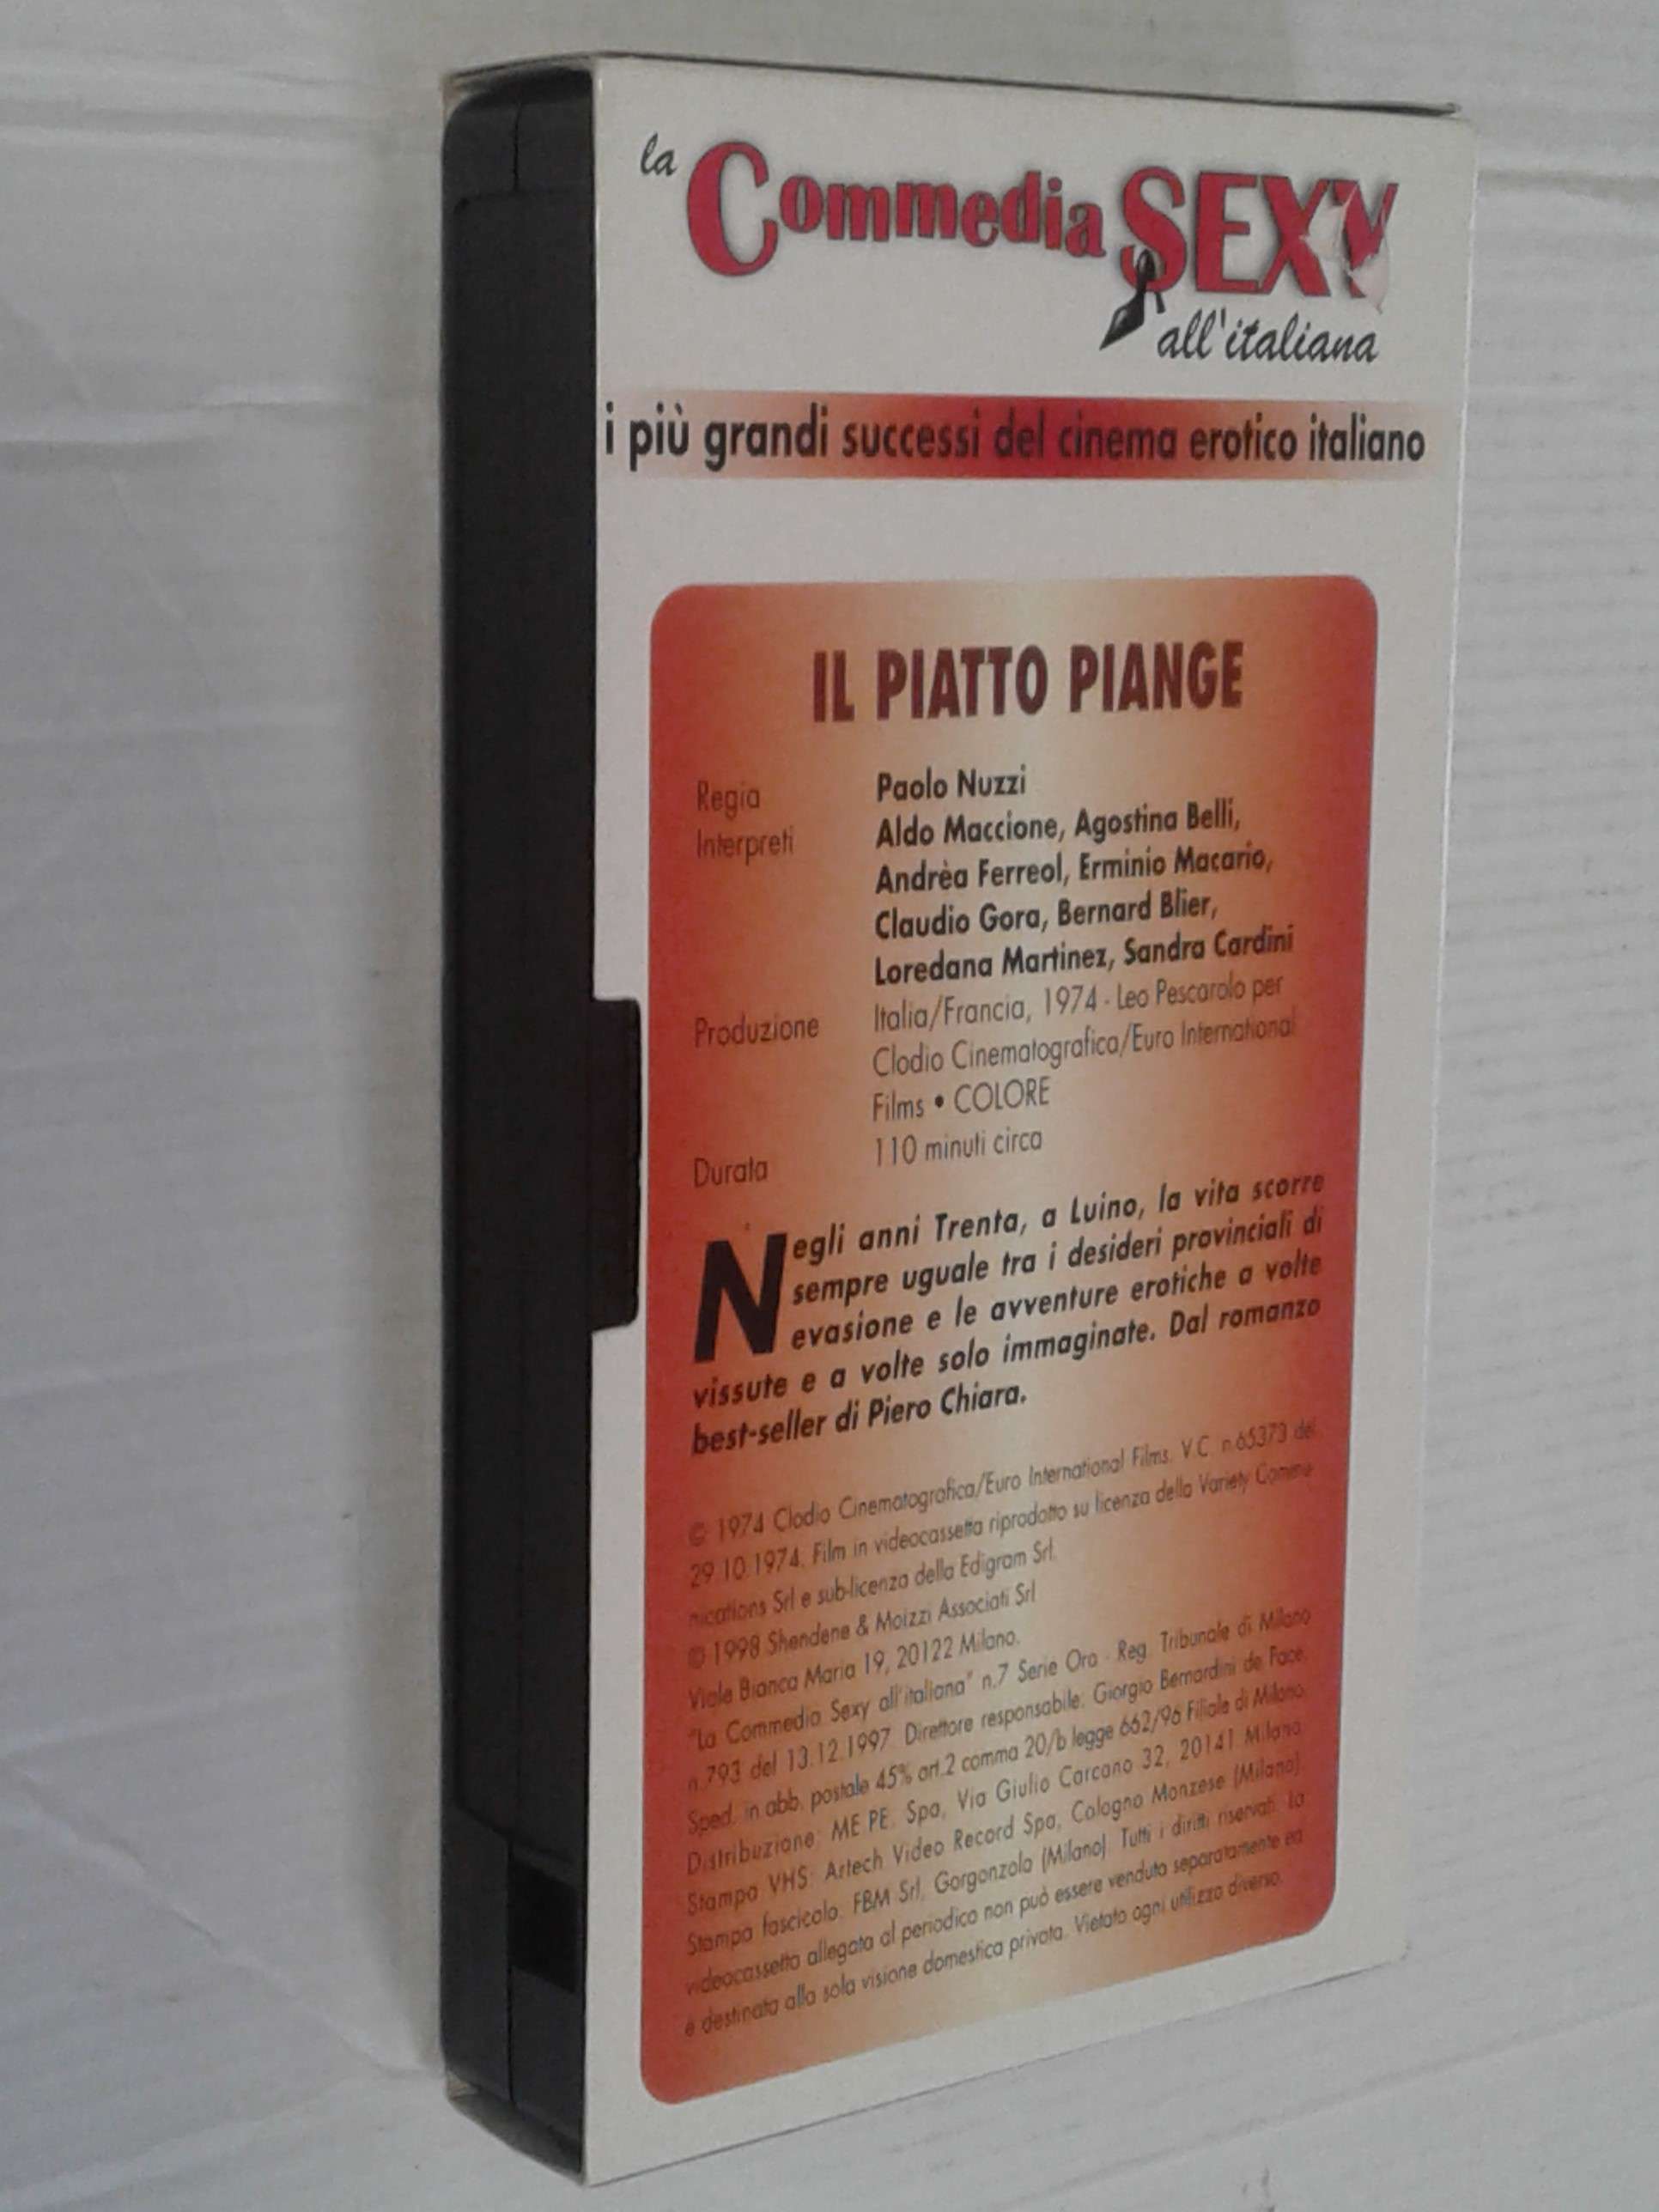 la Commedia SEXY
all'italiana
i più grandi successi del cinema erotico italiano
IL PIATTO PIANGE
Regia Paolo Nuzzi
Interpreti Aldo Maccione, Agostina Belli,
Andrèa Ferreol, Erminio Macario,
Claudio Gora, Bernard Blier,
Loredana Martinez, Sandra Cardini
Produzione Italia/Francia, 1974 - Leo Pescarolo per
Clodio Cinematografica/Euro International
Films • COLORE
Durata 110 minuti circa
Negli anni Trenta, a Luino, la vita scorre
sempre uguale tra i desideri provinciali di
evasione e le avventure erotiche a volte
vissute e a volte solo immaginate. Dal romanzo
best-seller di Piero Chiara.
© 1974 Clodio Cinematografica/Euro International Films. V.C. n.65373 del
29.10.1974. Film in videocassetta riprodotto su licenza della Variety Commu-
nications Srl e sub-licenza della Edigram Srl.
© 1998 Shendene & Moizzi Associati Srl
Viale Bianca Maria 19, 20122 Milano.
"La Commedia Sexy all'italiana" n.7 Serie Oro - Reg. Tribunale di Milano
n.793 del 13.12.1997. Direttore responsabile: Giorgio Bernardini de Pace.
Sped. in abb. postale 45% art.2 comma 20/b legge 662/96 Filiale di Milano.
Distribuzione: ME.PE. Spa, Via Giulio Carcano 32, 20141 Milano
Stampa VHS: Artech Video Record Spa, Cologno Monzese (Milano).
Stampa fascicolo: FBM Srl, Gorgonzola (Milano). Tutti i diritti riservati. La
videocassetta allegata al periodico non può essere venduta separatamente ed
è destinata alla sola visione domestica privata. Vietato ogni utilizzo diverso.